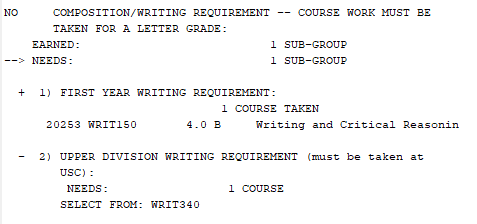 NO COMPOSITION/WRITING REQUIREMENT -- COURSE WORK MUST BE
TAKEN FOR A LETTER GRADE:
EARNED: 1 SUB-GROUP
--> NEEDS: 1 SUB-GROUP
+ 1) FIRST YEAR WRITING REQUIREMENT:
1 COURSE TAKEN
20253 WRIT150 4.0 B Writing and Critical Reasonin
- 2) UPPER DIVISION WRITING REQUIREMENT (must be taken at
USC):
NEEDS: 1 COURSE
SELECT FROM: WRIT340